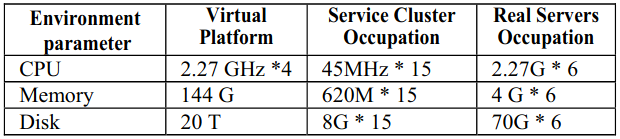 Environment parameter Virtual Platform Service Cluster Occupation Real Servers Occupation
CPU 2.27 GHz *4 45MHz * 15 2.27G * 6
Memory 144 G 620M * 15 4 G * 6
Disk 20 T 8G * 15 70G * 6